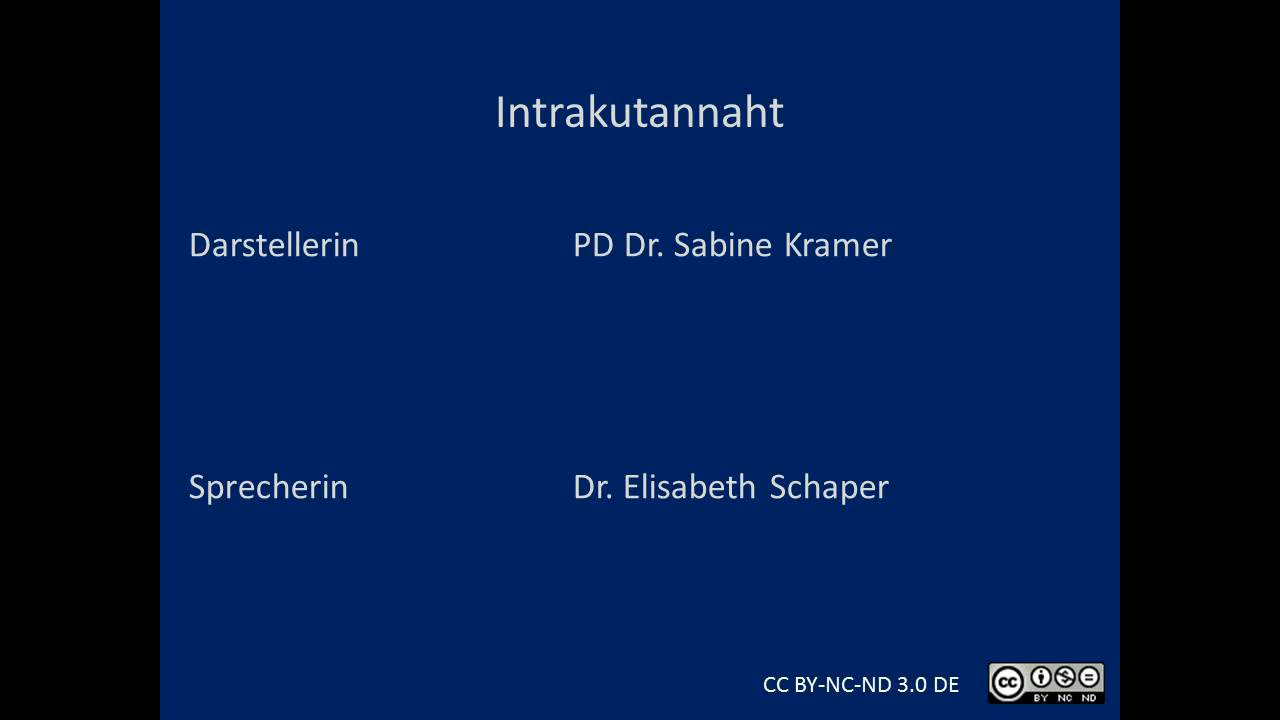 Intrakutannaht
Darstellerin PD Dr. Sabine Kramer
Sprecherin Dr. Elisabeth Schaper
CC BY-NC-ND 3.0 DE
cc BY NC ND